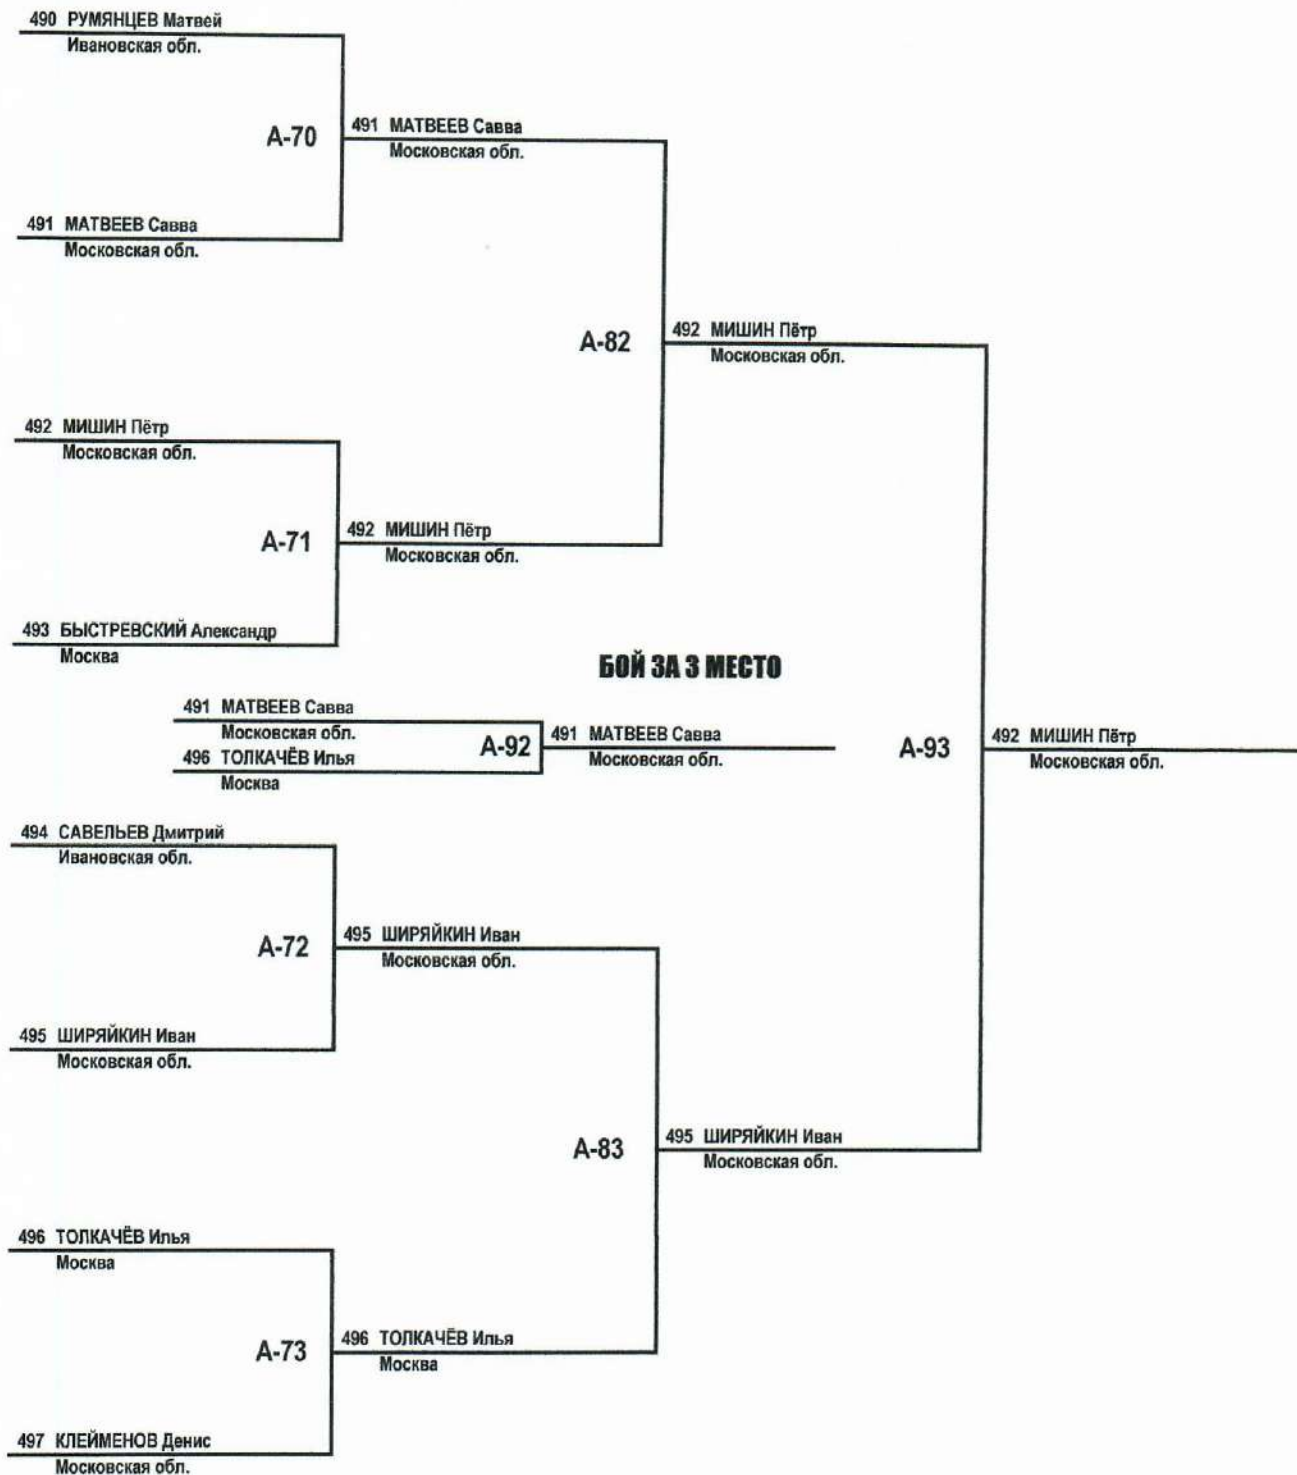 490 РУМЯНЦЕВ Матвей
Ивановская обл.
А-70
491 МАТВЕЕВ Савва
Московская обл.
491 МАТВЕЕВ Савва
Московская обл.
А-82
492 МИШИН Пётр
Московская обл.
492 МИШИН Пётр
Московская обл.
А-71
492 МИШИН Пётр
Московская обл.
493 БЫСТРЕВСКИЙ Александр
Москва
БОЙ ЗА 3 МЕСТО
491 МАТВЕЕВ Савва
Московская обл.
496 ТОЛКАЧЁВ Илья
Москва
А-92
491 МАТВЕЕВ Савва
Московская обл.
А-93
492 МИШИН Пётр
Московская обл.
494 САВЕЛЬЕВ Дмитрий
Ивановская обл.
А-72
495 ШИРЯЙКИН Иван
Московская обл.
495 ШИРЯЙКИН Иван
Московская обл.
А-83
495 ШИРЯЙКИН Иван
Московская обл.
496 ТОЛКАЧЁВ Илья
Москва
А-73
496 ТОЛКАЧЁВ Илья
Москва
497 КЛЕЙМЕНОВ Денис
Московская обл.